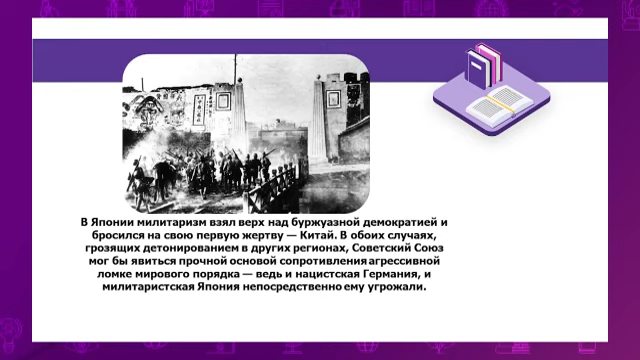 В Японии милитаризм взял верх над буржуазной демократией и
бросился на свою первую жертву — Китай. В обоих случаях,
грозящих детонированием в других регионах, Советский Союз
мог бы явиться прочной основой сопротивления агрессивной
ломке мирового порядка — ведь и нацистская Германия, и
милитаристская Япония непосредственно ему угрожали.